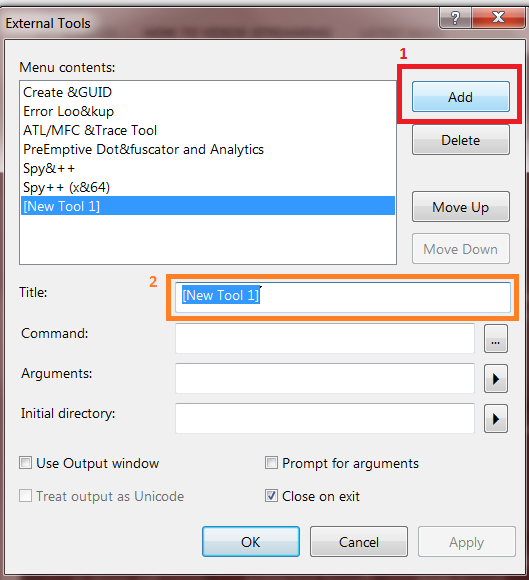 External Tools
?
1
Menu contents:
Create &GUID
Error Loo&kup
ATL/MFC &Trace Tool
PreEmptive Dot&fuscator and Analytics
Spy&++
Spy++ (x&64)
[New Tool 1]
Add
Delete
Move Up
Move Down
2
Title: [New Tool 1]
Command: ...
Arguments:
Initial directory:
Use Output window Prompt for arguments
Treat output as Unicode Close on exit
OK Cancel Apply